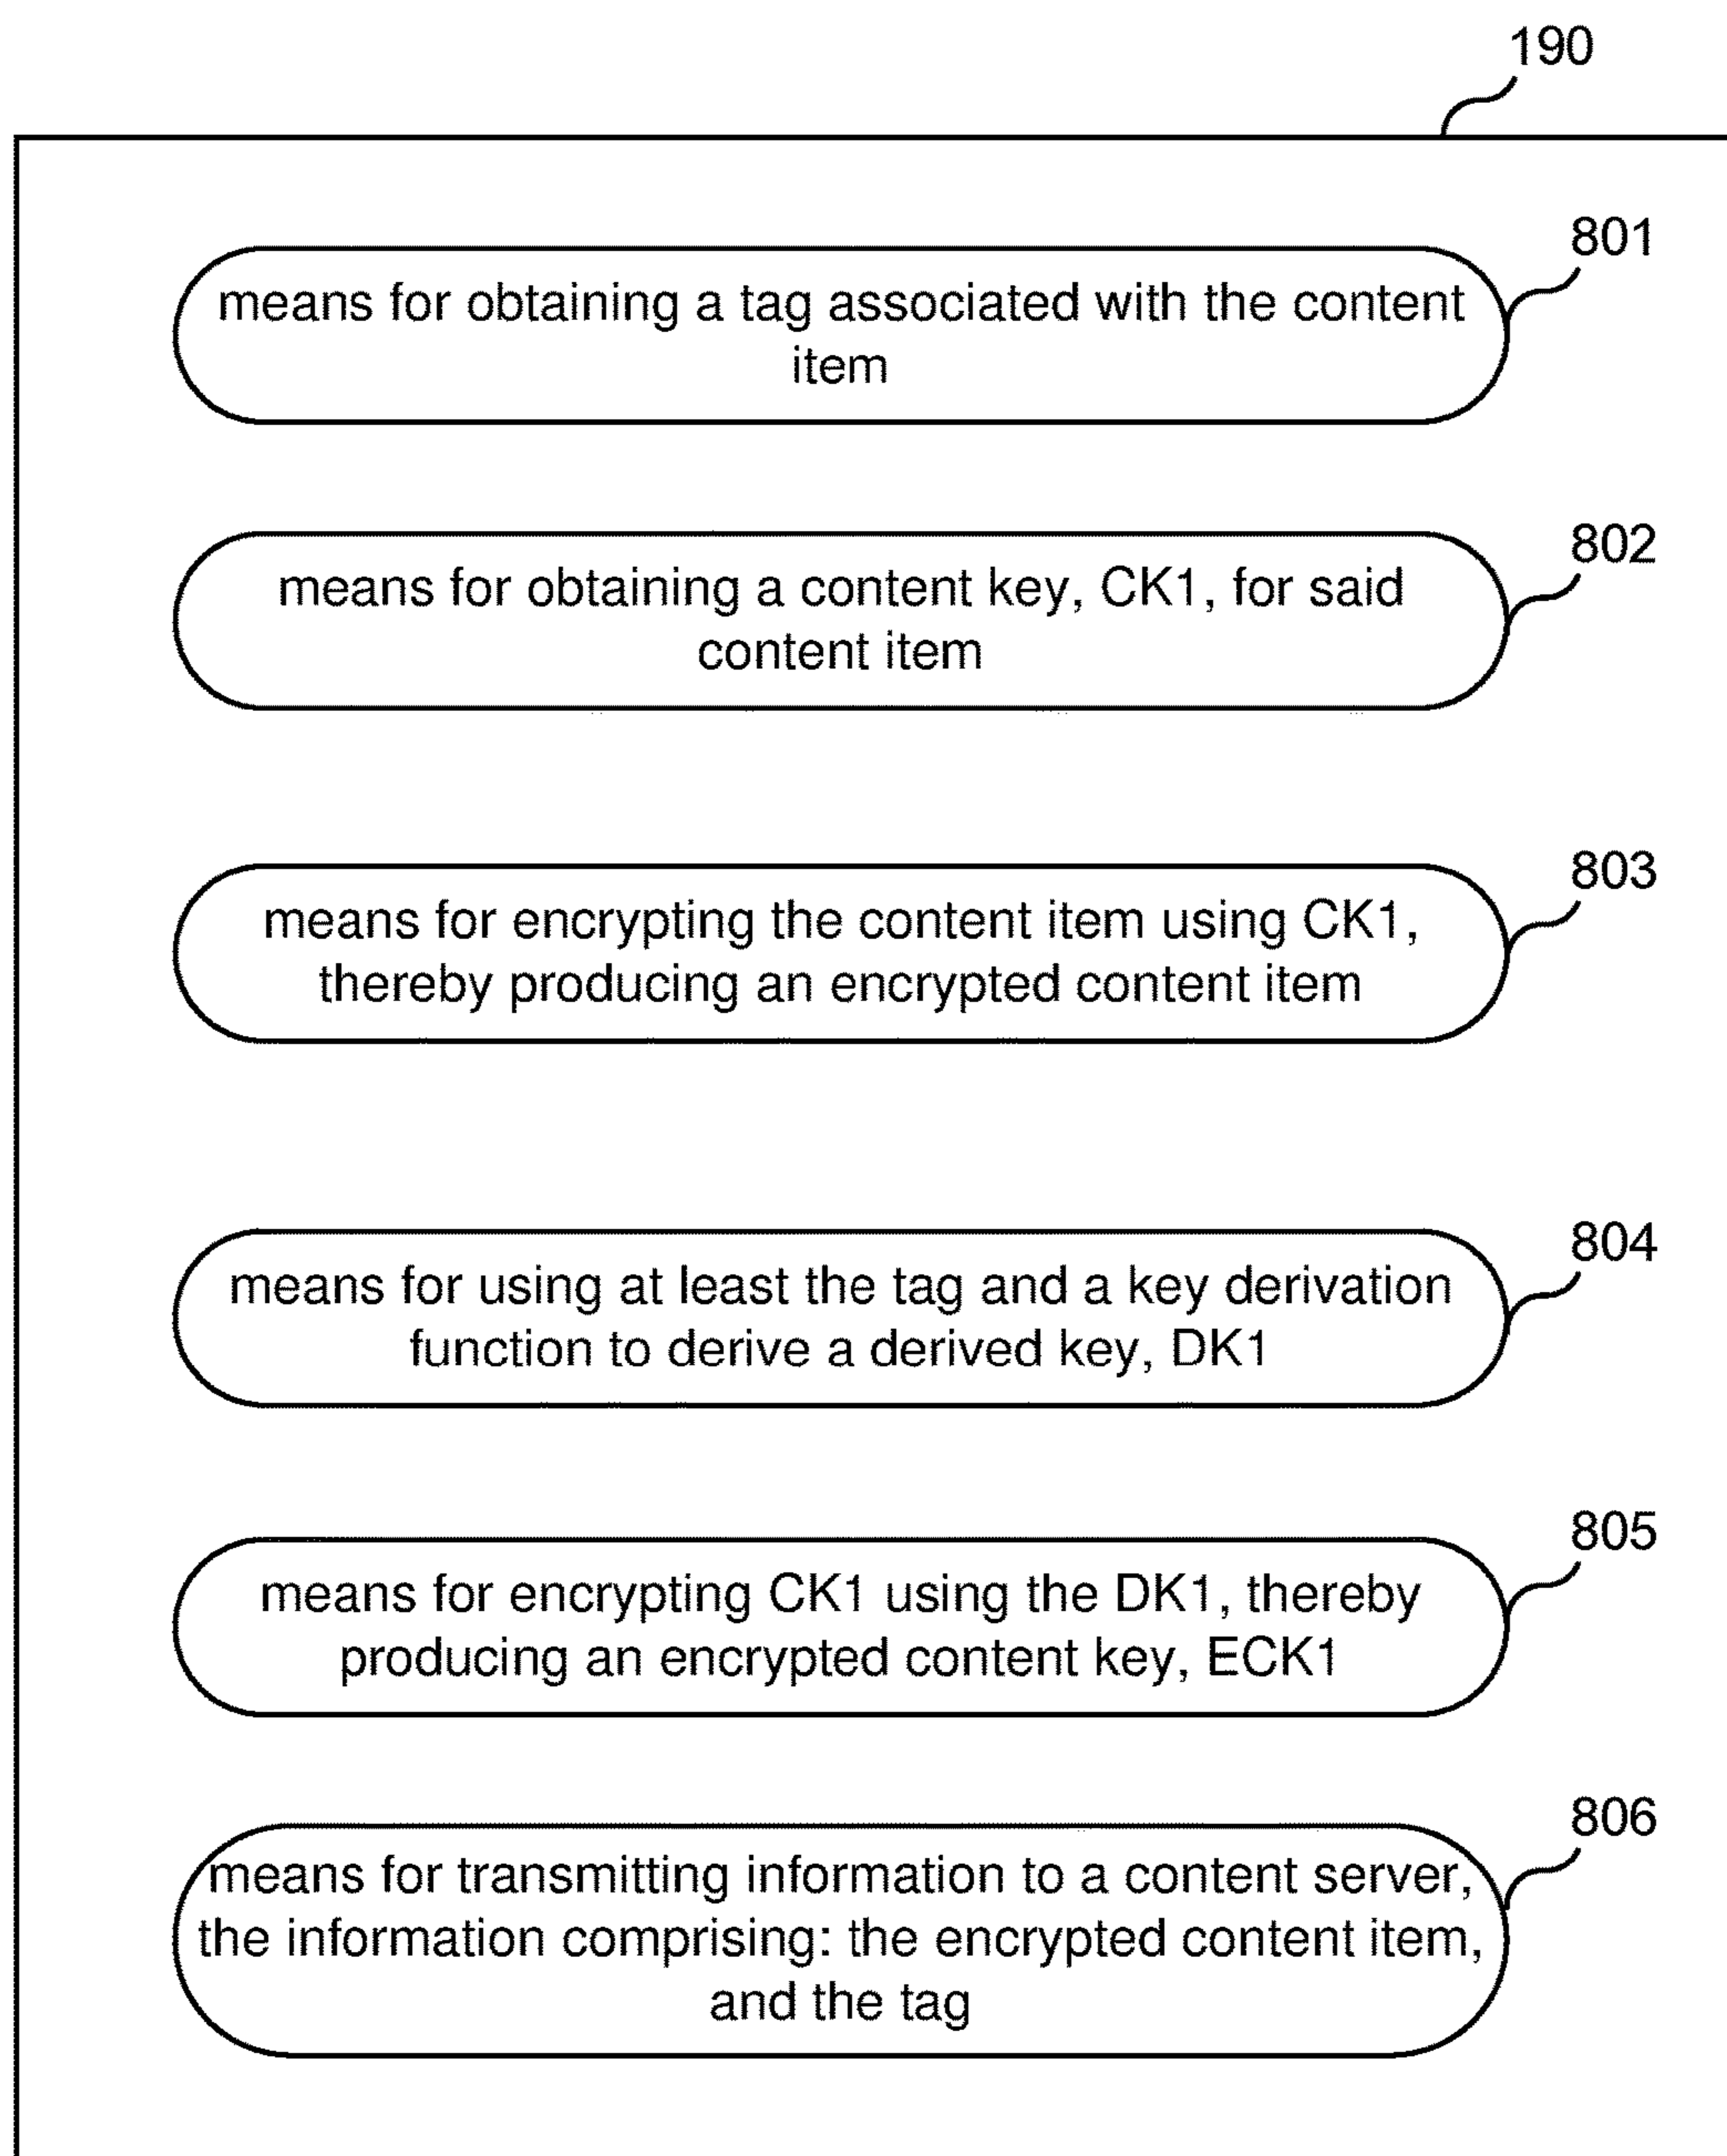 190
801
means for obtaining a tag associated with the content
item
802
means for obtaining a content key, CK1, for said
content item
803
means for encrypting the content item using CK1,
thereby producing an encrypted content item
804
means for using at least the tag and a key derivation
function to derive a derived key, DK1
805
means for encrypting CK1 using the DK1, thereby
producing an encrypted content key, ECK1
806
means for transmitting information to a content server,
the information comprising: the encrypted content item,
and the tag